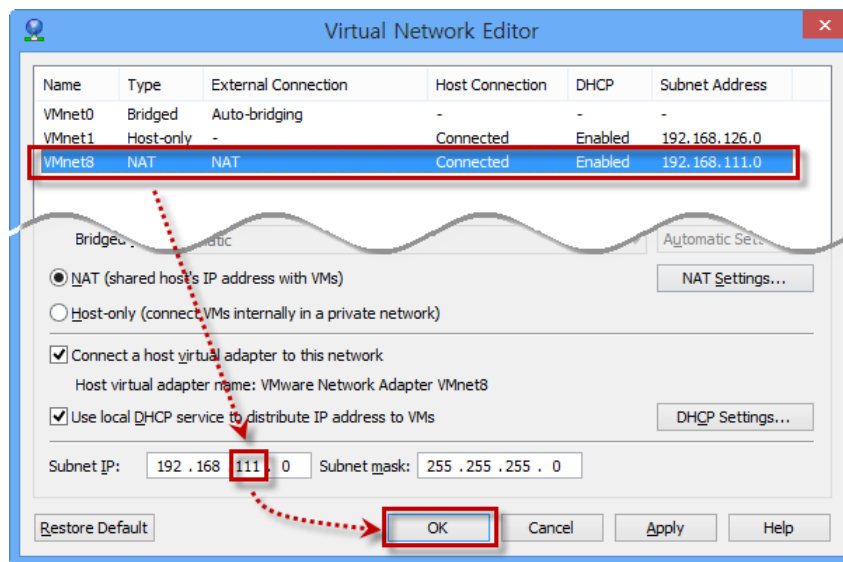 Virtual Network Editor
Name Type External Connection Host Connection DHCP Subnet Address
VMnet0 Bridged Auto-bridging - - -
VMnet1 Host-only - Connected Enabled 192.168.126.0
VMnet8 NAT NAT Connected Enabled 192.168.111.0
NAT (shared host's IP address with VMs) NAT Settings...
Host-only (connect VMs internally in a private network)
Connect a host virtual adapter to this network
Host virtual adapter name: VMware Network Adapter VMnet8
Use local DHCP service to distribute IP address to VMs DHCP Settings...
Subnet IP: 192 . 168 . 111 . 0 Subnet mask: 255 . 255 . 255 . 0
Restore Default OK Cancel Apply Help